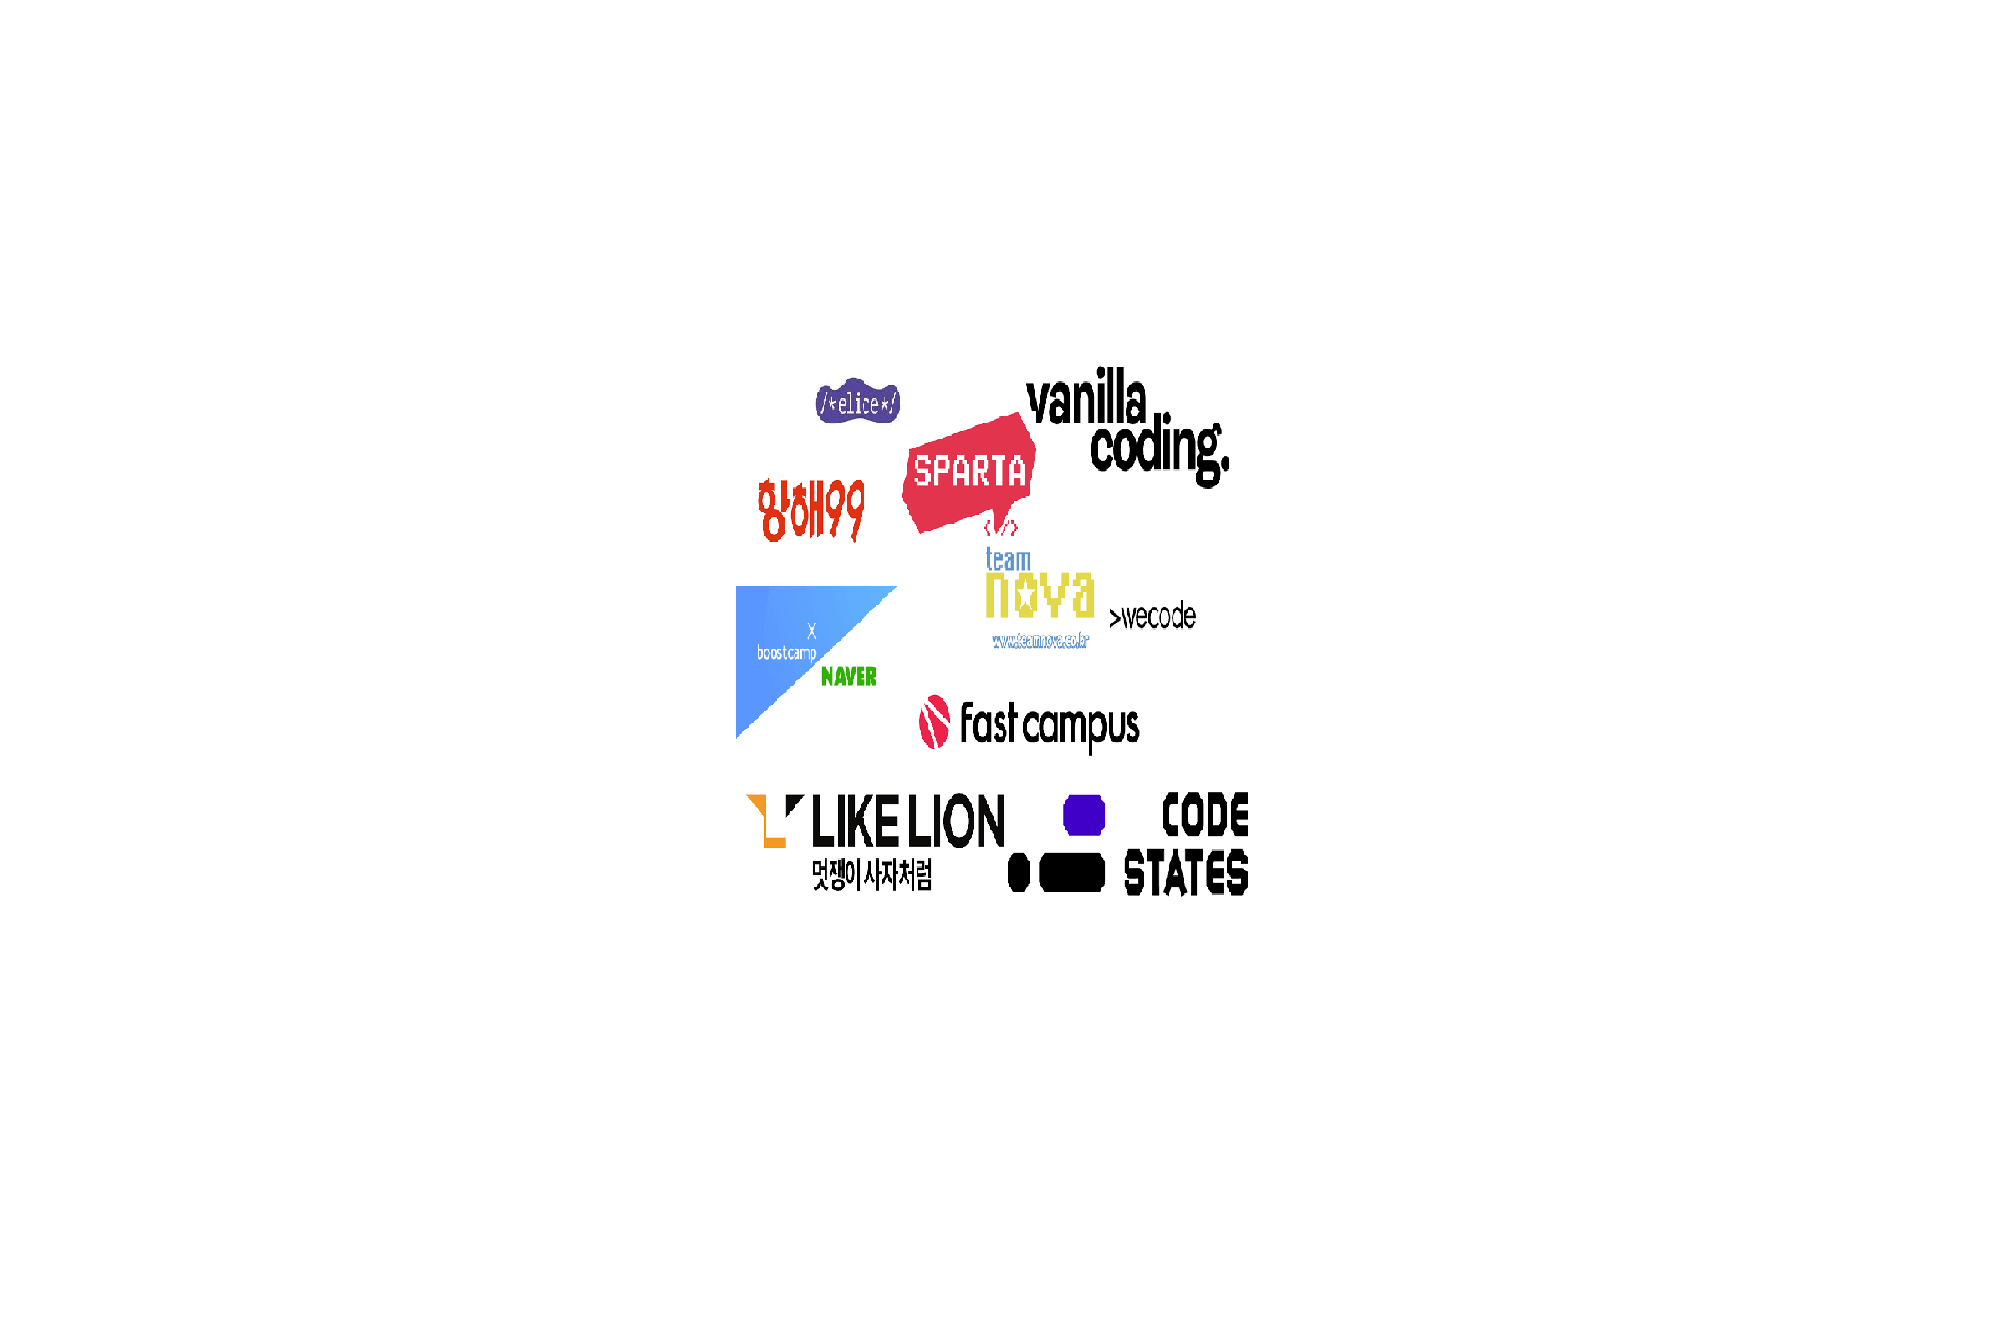 /*elice*/
vanilla
coding.
SPARTA
</>
항해99
team
nova
www.teamnova.co.kr
>wecode
X
boostcamp
NAVER
fast campus
LIKE LION
멋쟁이 사자처럼
CODE
STATES